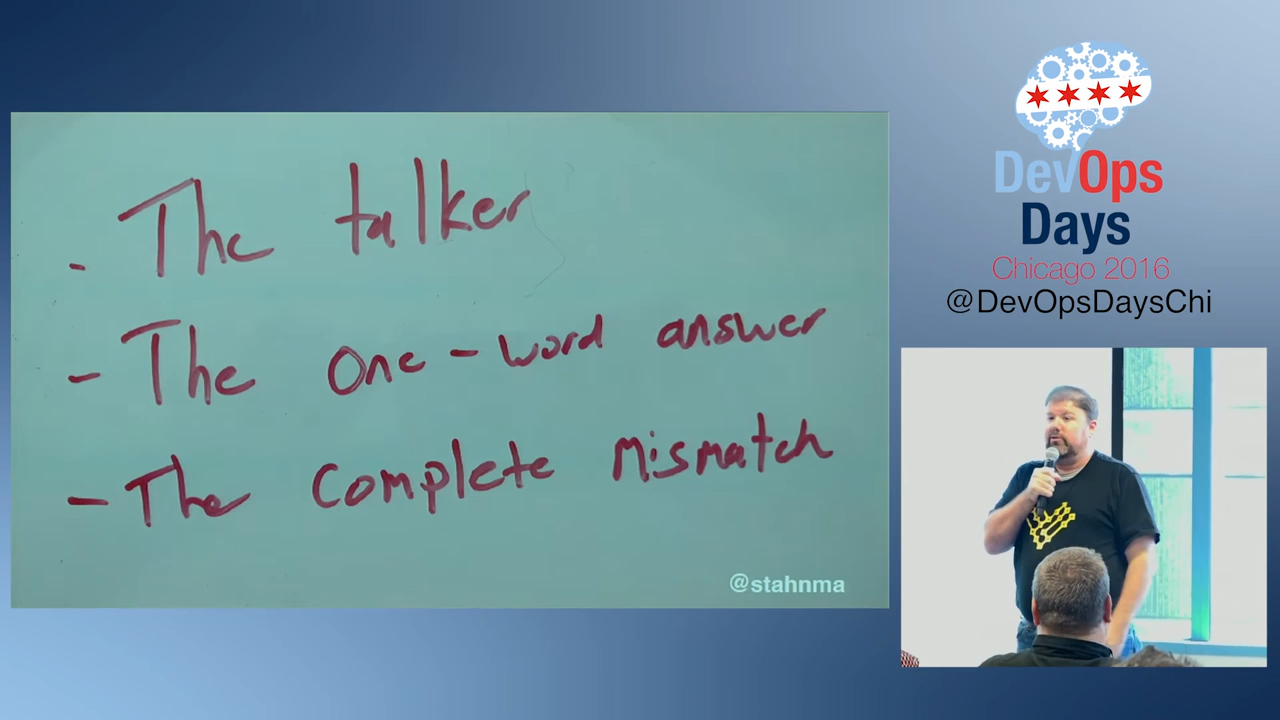 - The talker
- The One-word answer
- The Complete Mismatch
@stahnma
DevOps
Days
Chicago 2016
@DevOpsDaysChi